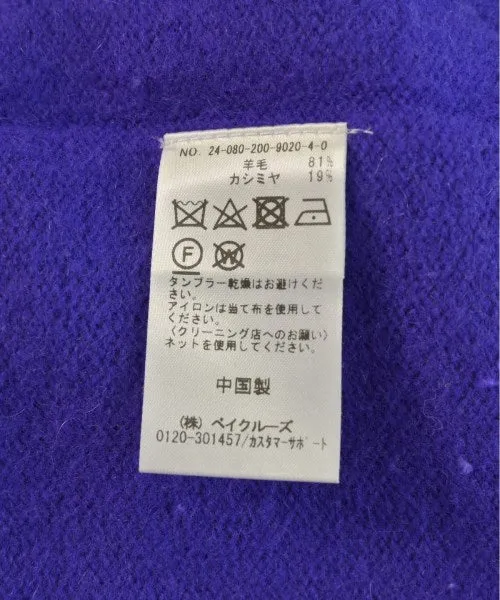 NO. 24-080-200-9020-4-0
羊毛 81%
カシミヤ 19%
F W
タンブラー乾燥はお避けくだ
さい。
アイロンは当て布を使用して
ください。
〈クリーニング店へのお願い〉
ネットを使用してください。
中国製
(株) ベイクルーズ
0120-301457/カスタマーサポート